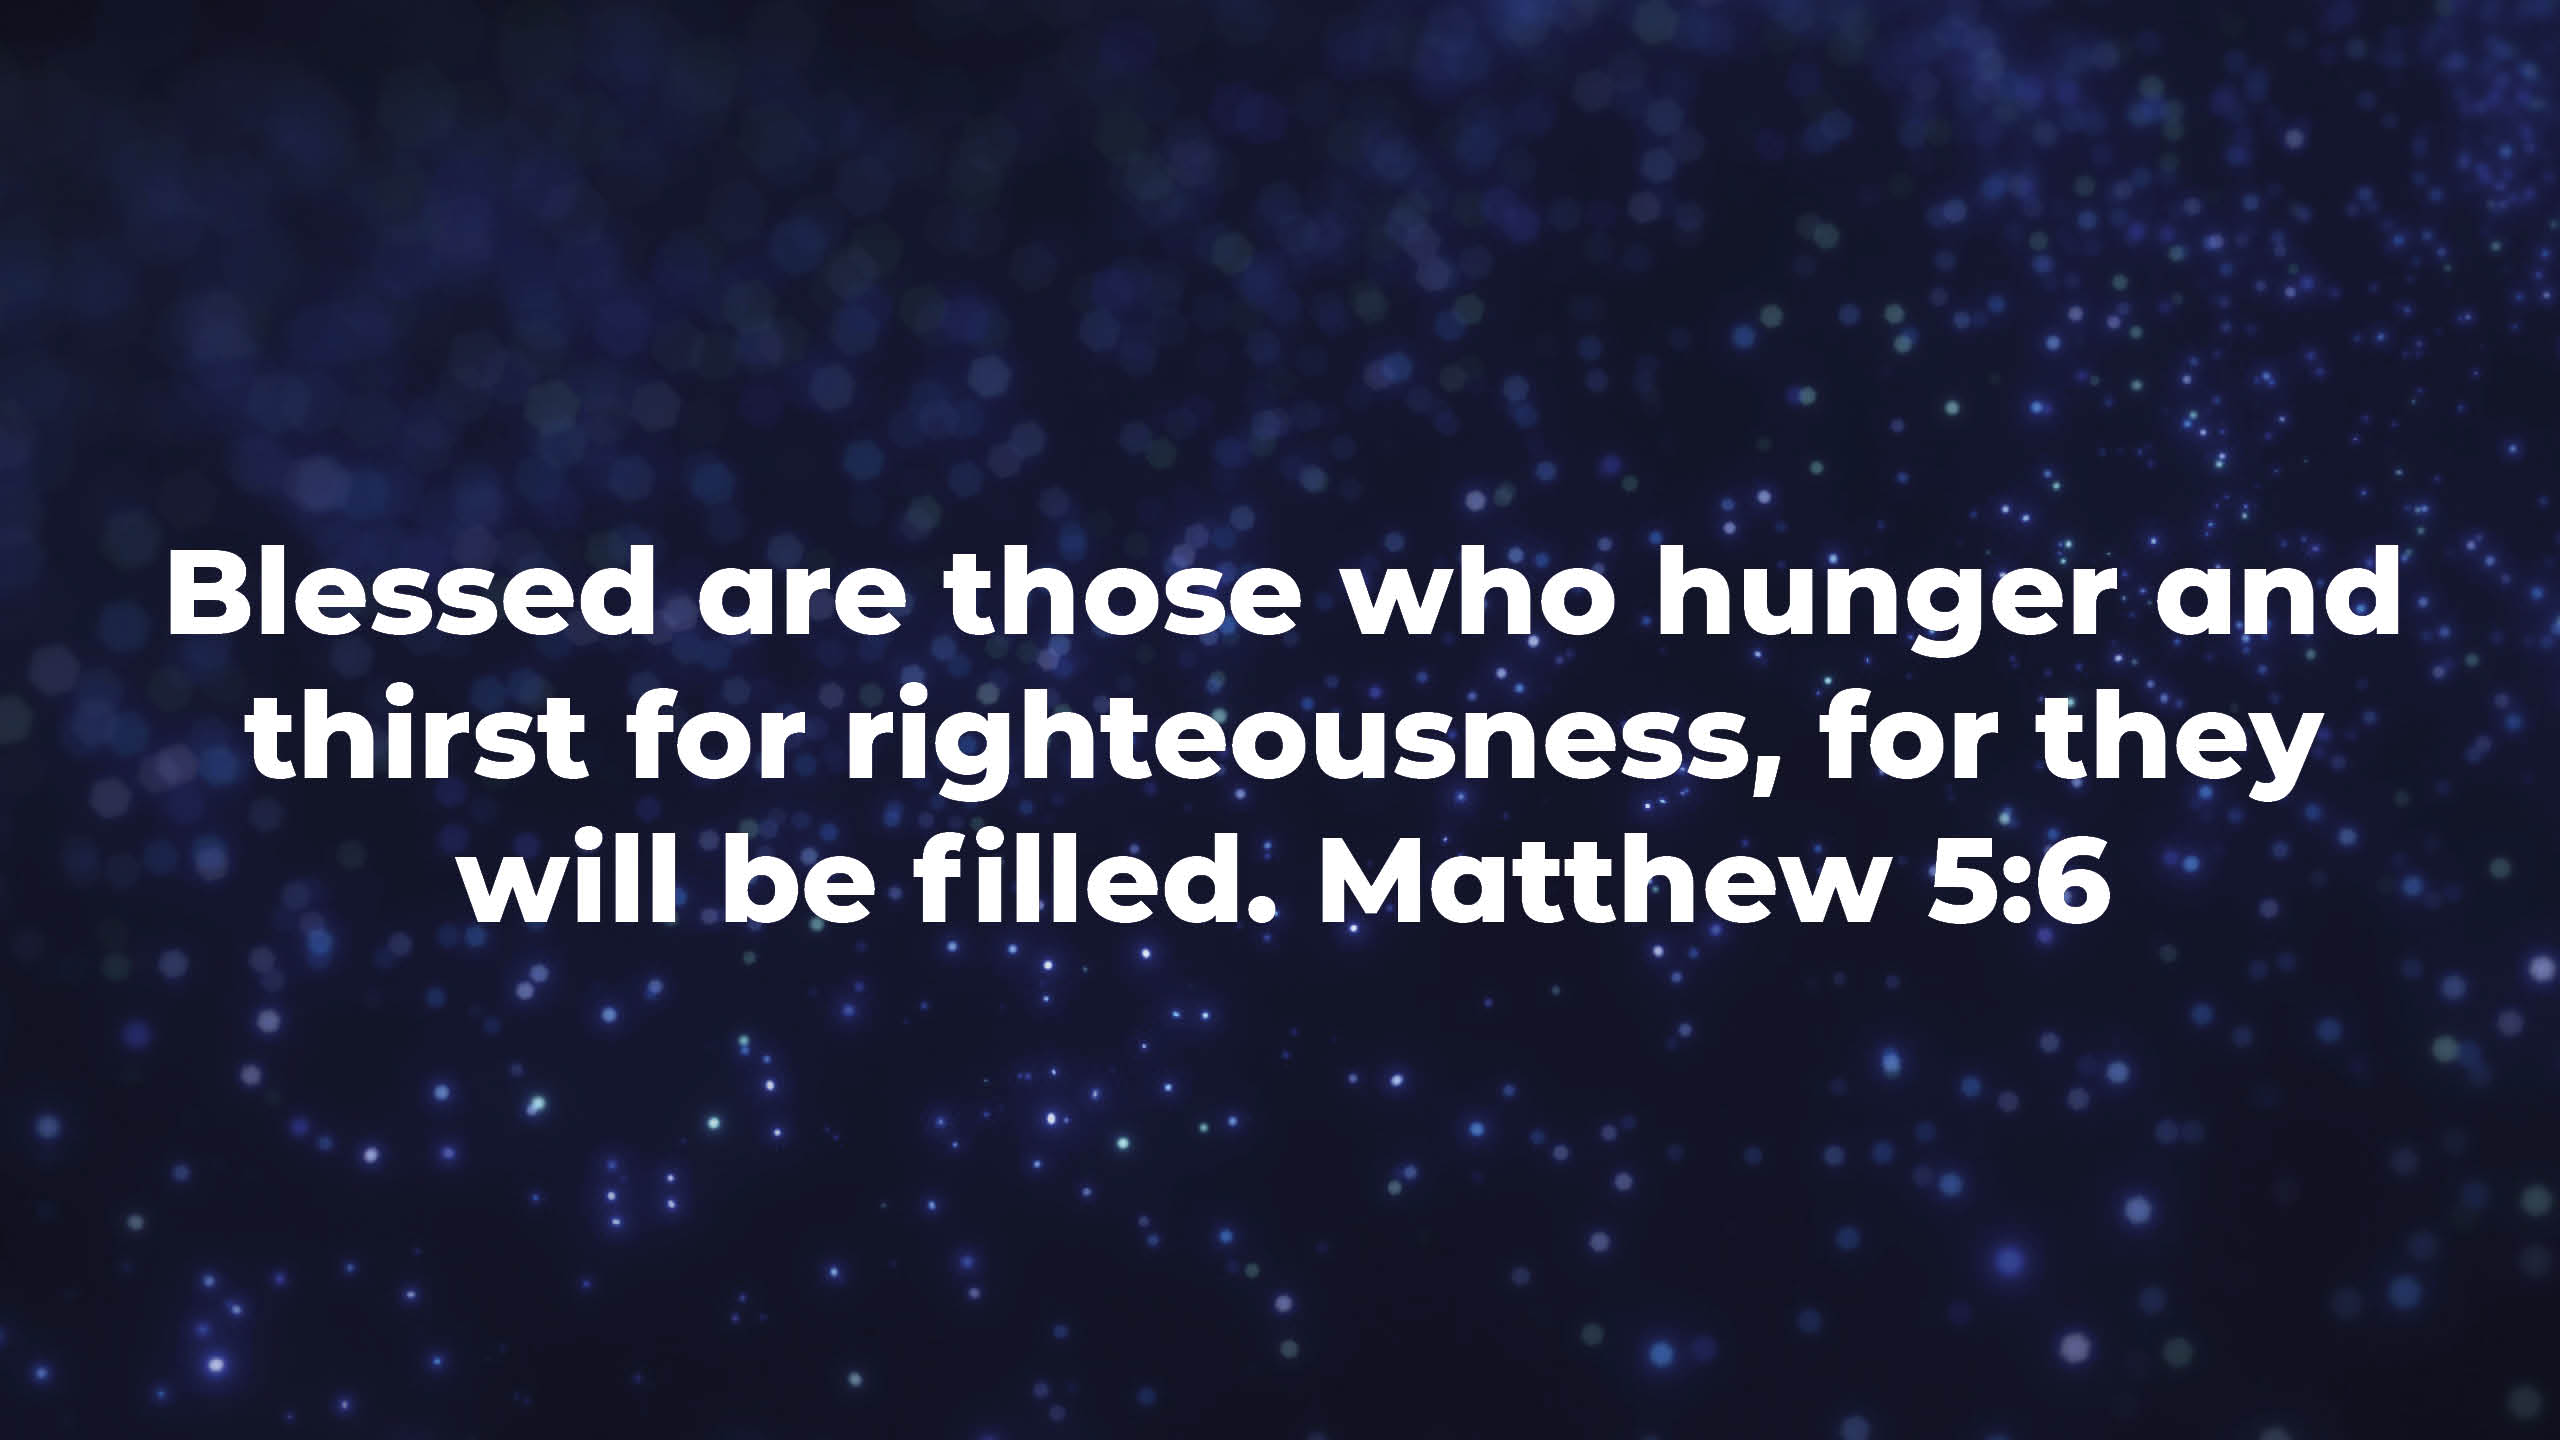 Blessed are those who hunger and
thirst for righteousness, for they
will be filled. Matthew 5:6